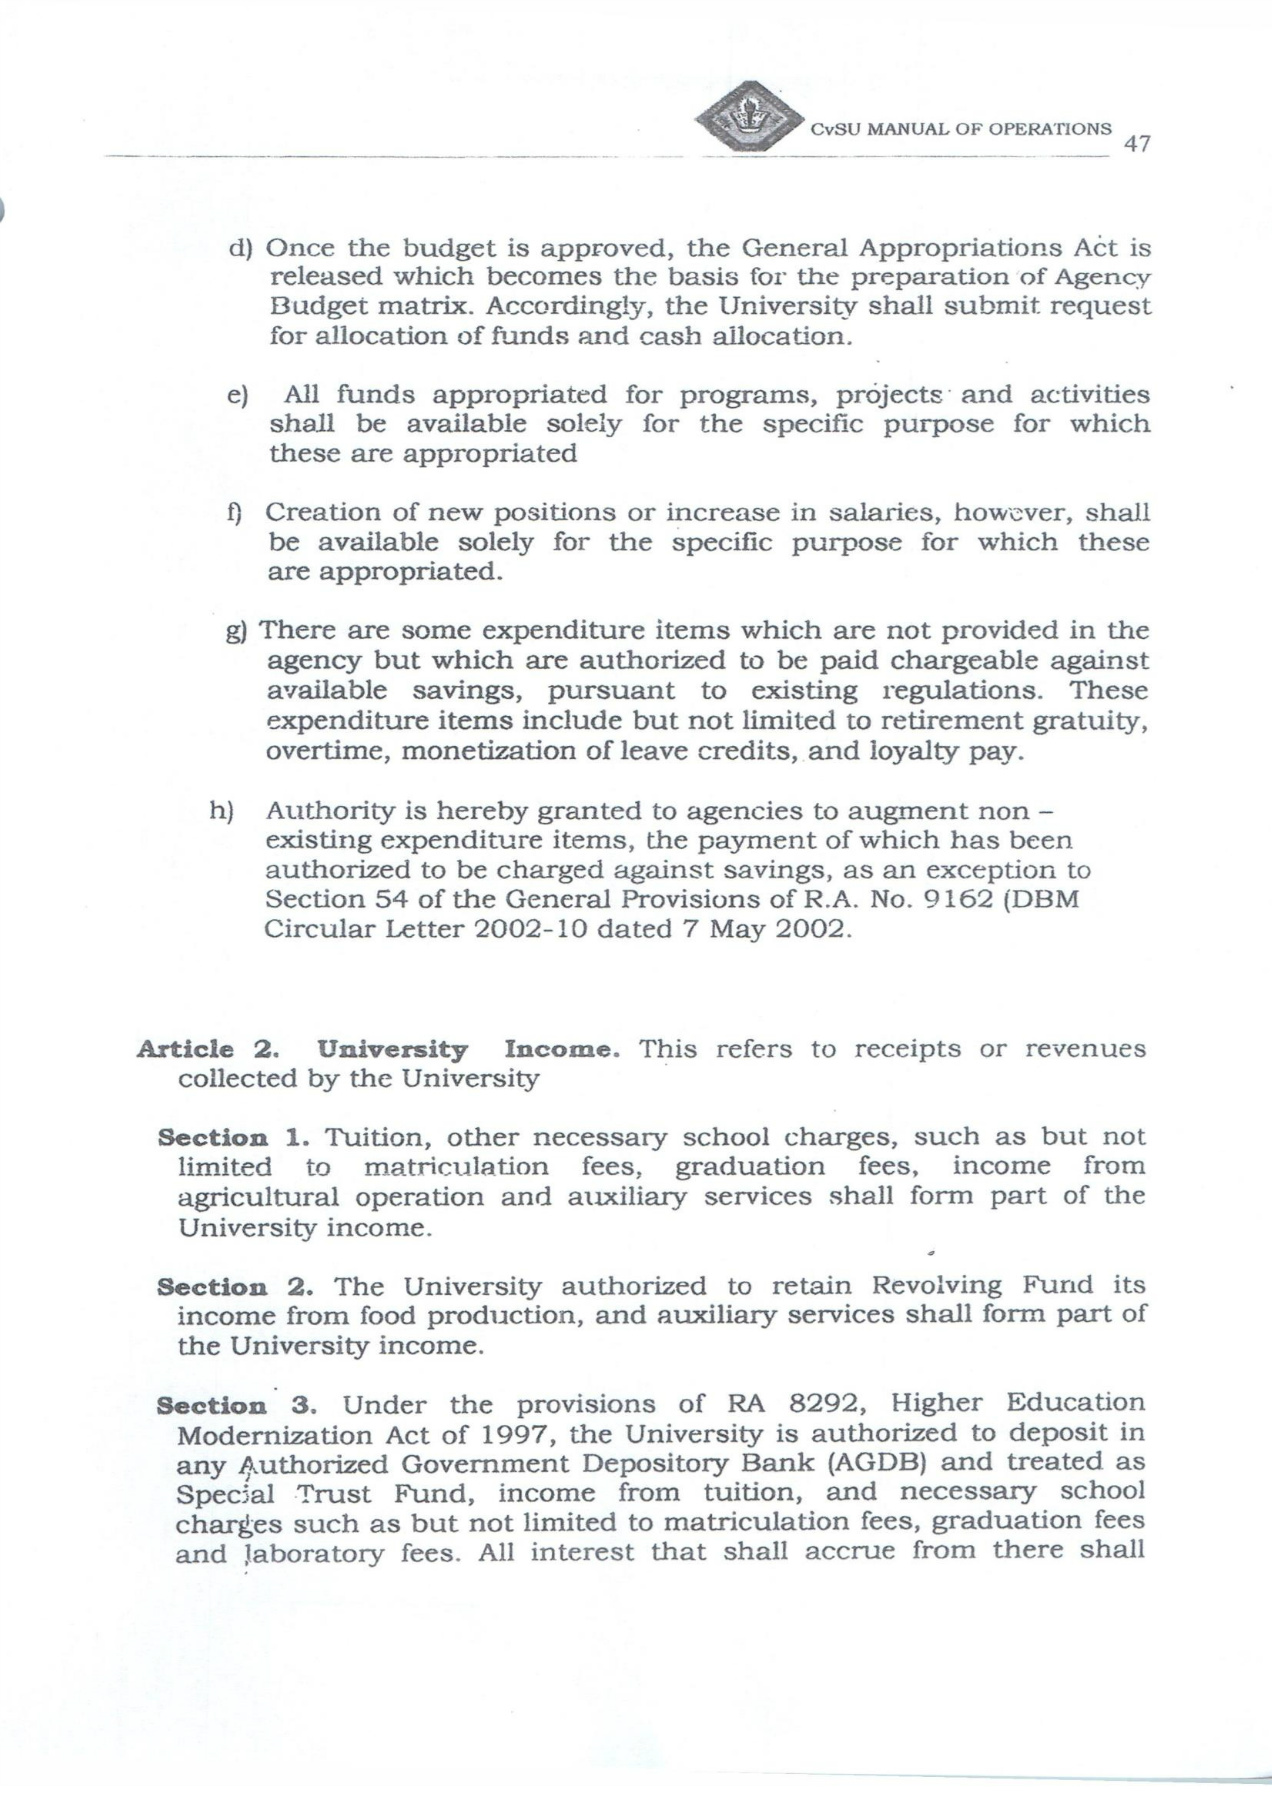 CvSU MANUAL OF OPERATIONS
47
d) Once the budget is approved, the General Appropriations Act is
released which becomes the basis for the preparation of Agency
Budget matrix. Accordingly, the University shall submit request
for allocation of funds and cash allocation.
e) All funds appropriated for programs, projects and activities
shall be available solely for the specific purpose for which
these are appropriated
f) Creation of new positions or increase in salaries, however, shall
be available solely for the specific purpose for which these
are appropriated.
g) There are some expenditure items which are not provided in the
agency but which are authorized to be paid chargeable against
available savings, pursuant to existing regulations. These
expenditure items include but not limited to retirement gratuity,
overtime, monetization of leave credits, and loyalty pay.
h) Authority is hereby granted to agencies to augment non –
existing expenditure items, the payment of which has been
authorized to be charged against savings, as an exception to
Section 54 of the General Provisions of R.A. No. 9162 (DBM
Circular Letter 2002-10 dated 7 May 2002.
Article 2. University Income. This refers to receipts or revenues
collected by the University
Section 1. Tuition, other necessary school charges, such as but not
limited to matriculation fees, graduation fees, income from
agricultural operation and auxiliary services shall form part of the
University income.
Section 2. The University authorized to retain Revolving Fund its
income from food production, and auxiliary services shall form part of
the University income.
Section 3. Under the provisions of RA 8292, Higher Education
Modernization Act of 1997, the University is authorized to deposit in
any Authorized Government Depository Bank (AGDB) and treated as
Special Trust Fund, income from tuition, and necessary school
charges such as but not limited to matriculation fees, graduation fees
and laboratory fees. All interest that shall accrue from there shall